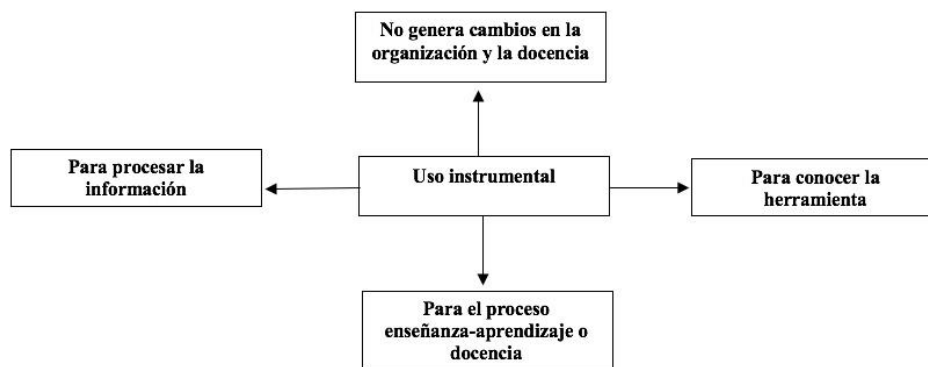 No genera cambios en la
organización y la docencia
Para procesar la
información
Uso instrumental
Para conocer la
herramienta
Para el proceso
enseñanza-aprendizaje o
docencia